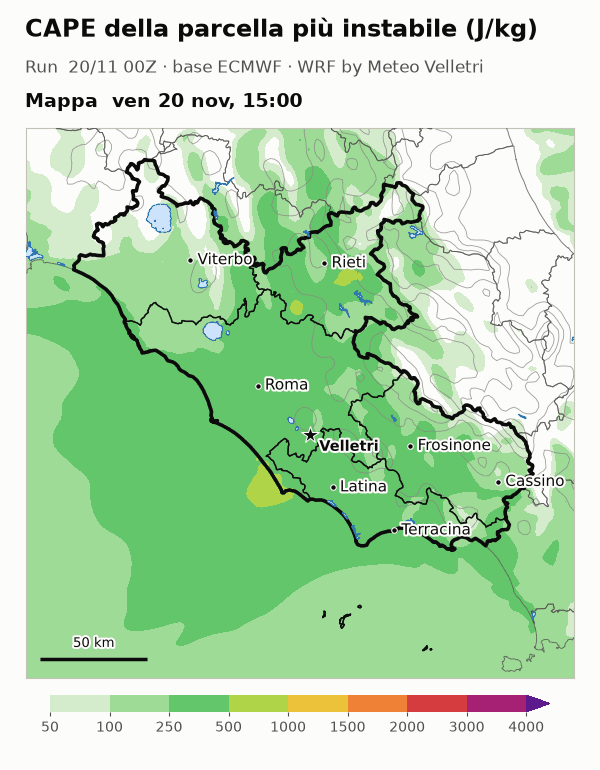 CAPE della parcella più instabile (J/kg)
Run  20/11 00Z · base ECMWF · WRF by Meteo Velletri
Mappa  ven 20 nov, 15:00
Viterbo
Rieti
Roma
Velletri
Frosinone
Cassino
Latina
Terracina
50 km
50 100 250 500 1000 1500 2000 3000 4000